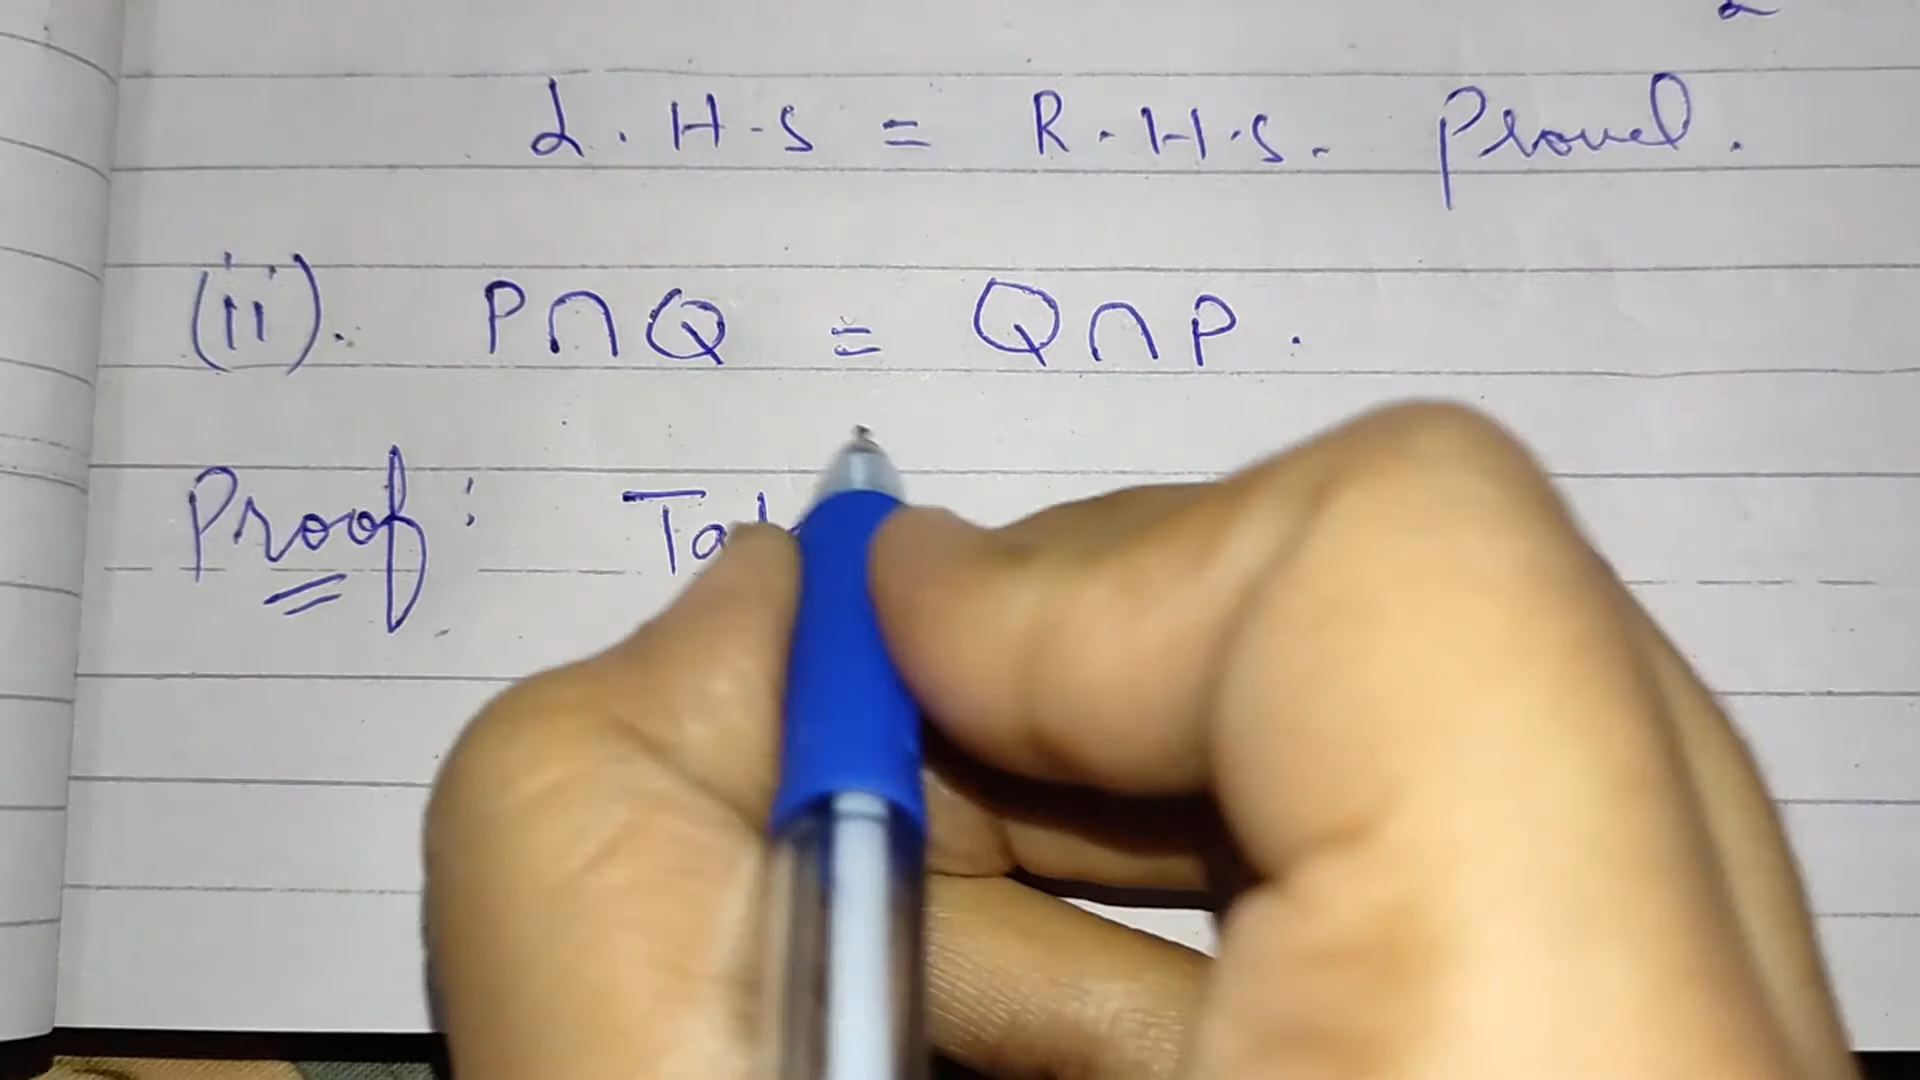 L.H.S = R.H.S. Proved.
(ii). P∩Q = Q∩P.
Proof: